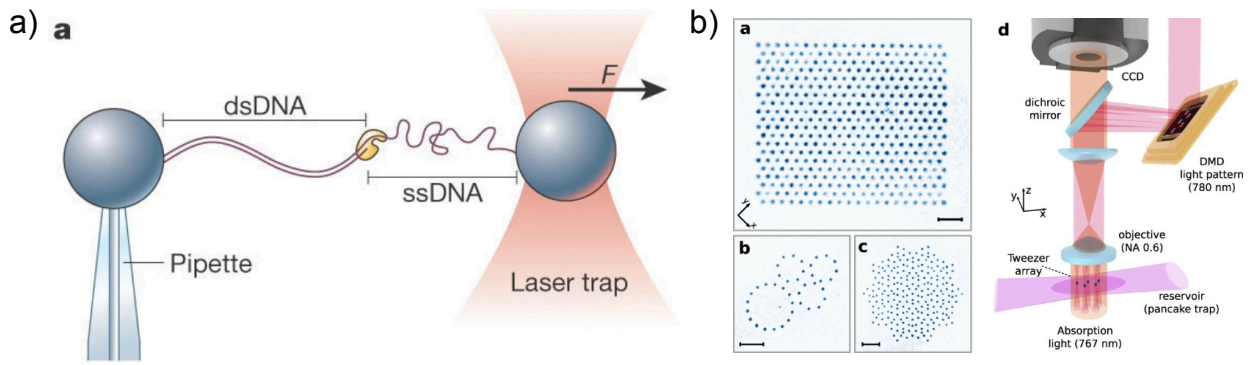 a)
a
dsDNA
F
ssDNA
Pipette
Laser trap
b)
a
y
x
b
c
d
CCD
dichroic
mirror
DMD
light pattern
(780 nm)
z
y
x
objective
(NA 0.6)
Tweezer
array
reservoir
(pancake trap)
Absorption
light (767 nm)